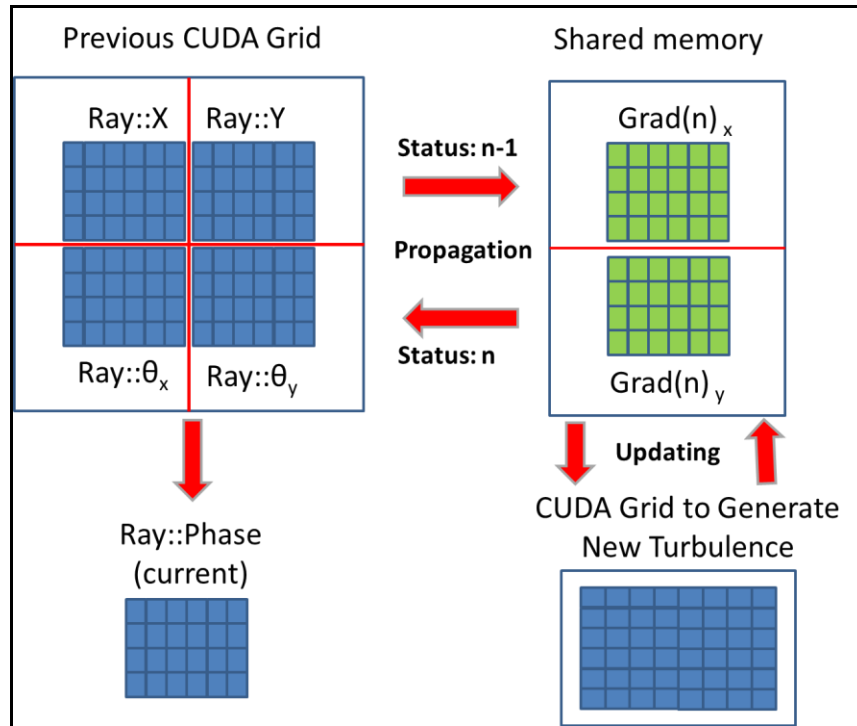 Previous CUDA Grid
Shared memory
Ray::X
Ray::Y
Grad(n) x
Status: n-1
Propagation
Status: n
Ray::θx
Ray::θy
Grad(n) y
Updating
Ray::Phase
(current)
CUDA Grid to Generate
New Turbulence